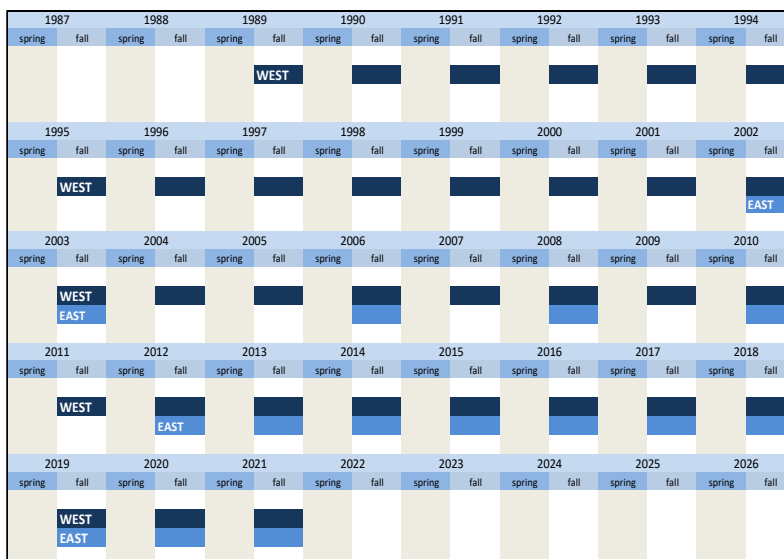 1987 1988 1989 1990 1991 1992 1993 1994
spring fall spring fall spring fall spring fall spring fall spring fall spring fall spring fall
WEST
1995 1996 1997 1998 1999 2000 2001 2002
spring fall spring fall spring fall spring fall spring fall spring fall spring fall spring fall
WEST
EAST
2003 2004 2005 2006 2007 2008 2009 2010
spring fall spring fall spring fall spring fall spring fall spring fall spring fall spring fall
WEST
EAST
2011 2012 2013 2014 2015 2016 2017 2018
spring fall spring fall spring fall spring fall spring fall spring fall spring fall spring fall
WEST
EAST
2019 2020 2021 2022 2023 2024 2025 2026
spring fall spring fall spring fall spring fall spring fall spring fall spring fall spring fall
WEST
EAST